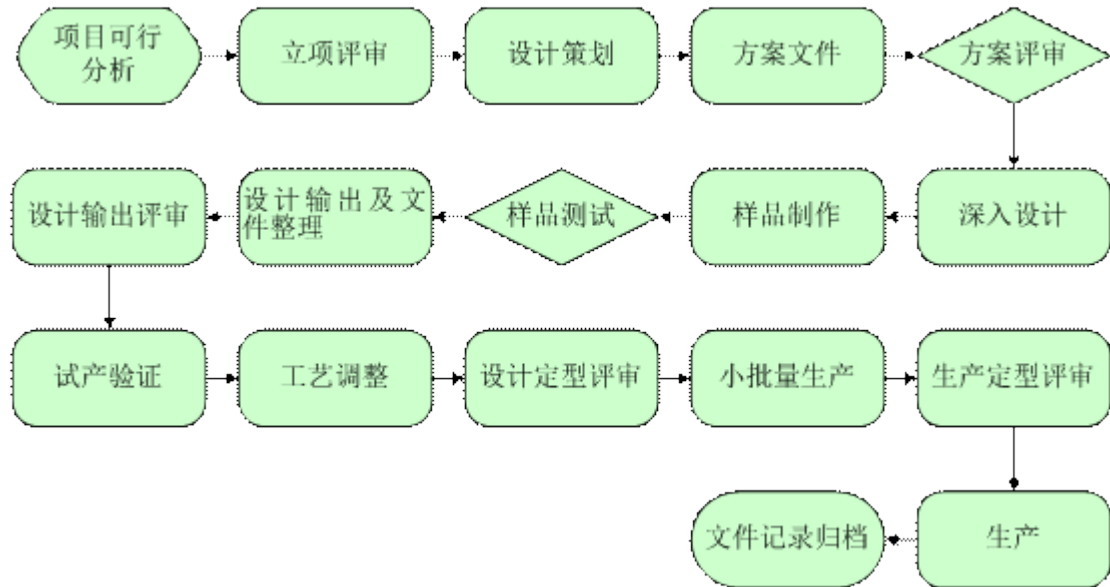 项目可行
分析
立项评审
设计策划
方案文件
方案评审
深入设计
样品制作
样品测试
设计输出及文
件整理
设计输出评审
试产验证
工艺调整
设计定型评审
小批量生产
生产定型评审
生产
文件记录归档